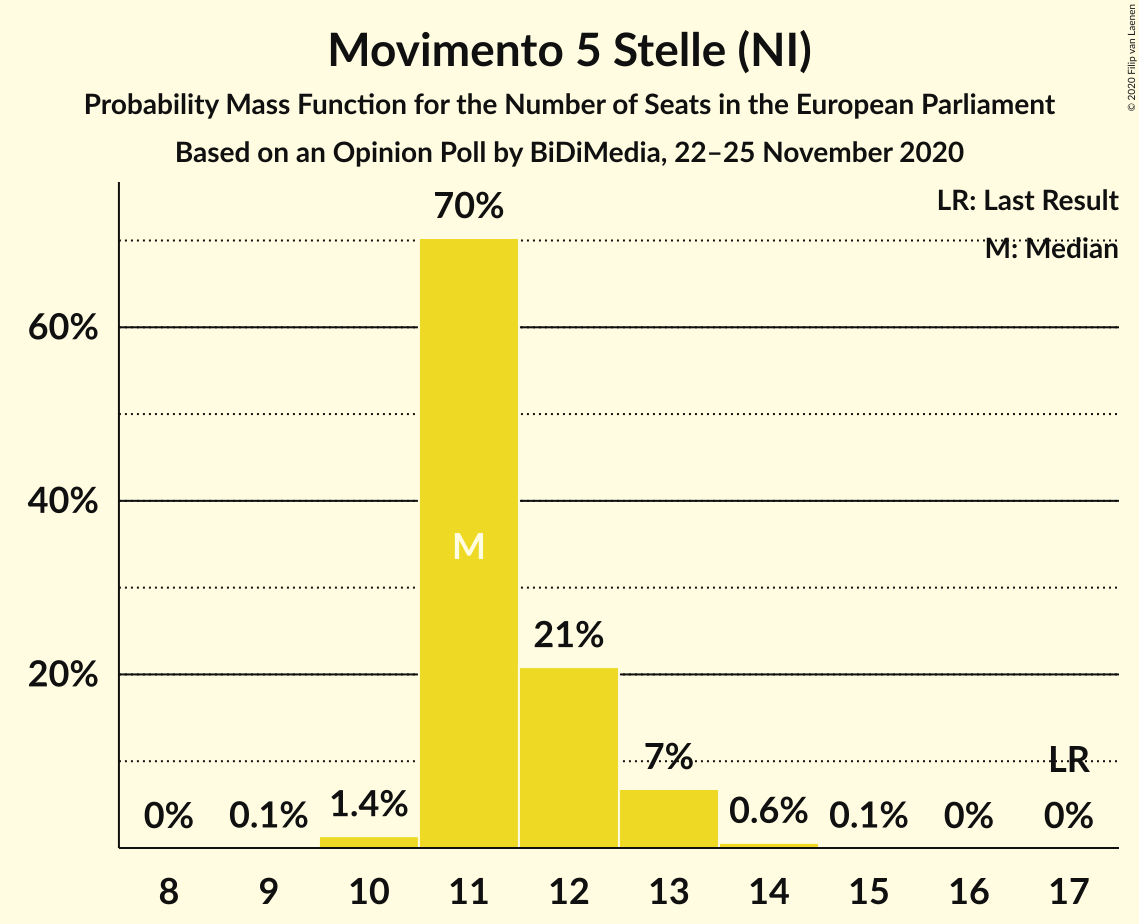 Movimento 5 Stelle (NI)
Probability Mass Function for the Number of Seats in the European Parliament
Based on an Opinion Poll by BiDiMedia, 22–25 November 2020
© 2020 Filip van Laenen
LR: Last Result
M: Median
60%
40%
20%
0%
0.1%
1.4%
70%
M
21%
7%
0.6%
0.1%
0%
LR
0%
8 9 10 11 12 13 14 15 16 17